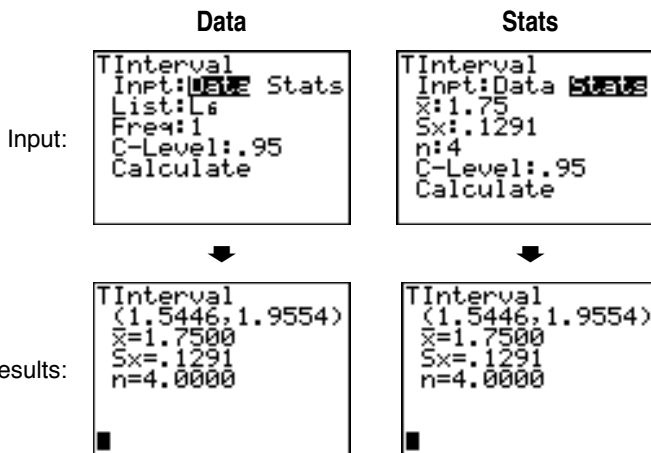 Data Stats
Input:
TInterval
Inpt:Data Stats
List:L6
Freq:1
C-Level:.95
Calculate
TInterval
Inpt:Data Stats
x̄:1.75
Sx:.1291
n:4
C-Level:.95
Calculate
esults:
TInterval
(1.5446,1.9554)
x̄=1.7500
Sx=.1291
n=4.0000
TInterval
(1.5446,1.9554)
x̄=1.7500
Sx=.1291
n=4.0000